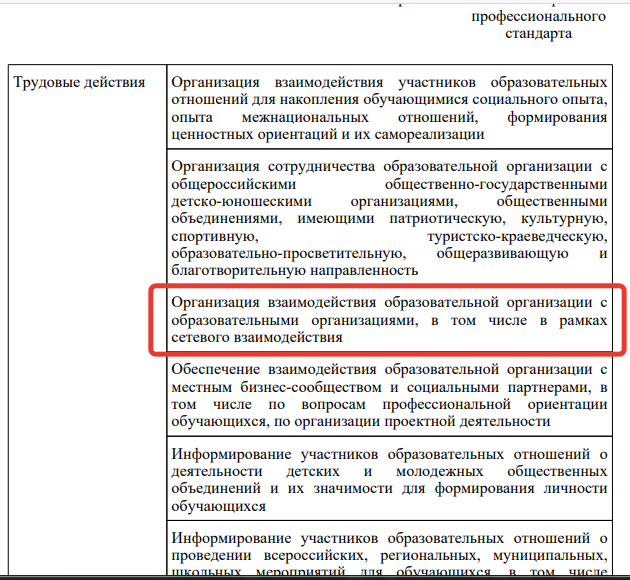 профессионального
стандарта
Трудовые действия
Организация взаимодействия участников образовательных
отношений для накопления обучающимися социального опыта,
опыта межнациональных отношений, формирования
ценностных ориентаций и их самореализации
Организация сотрудничества образовательной организации с
общероссийскими общественно-государственными
детско-юношескими организациями, общественными
объединениями, имеющими патриотическую, культурную,
спортивную, туристско-краеведческую,
образовательно-просветительную, общеразвивающую и
благотворительную направленность
Организация взаимодействия образовательной организации с
образовательными организациями, в том числе в рамках
сетевого взаимодействия
Обеспечение взаимодействия образовательной организации с
местным бизнес-сообществом и социальными партнерами, в
том числе по вопросам профессиональной ориентации
обучающихся, по организации проектной деятельности
Информирование участников образовательных отношений о
деятельности детских и молодежных общественных
объединений и их значимости для формирования личности
обучающихся
Информирование участников образовательных отношений о
проведении всероссийских, региональных, муниципальных,
школьных мероприятий для обучающихся, в том числе